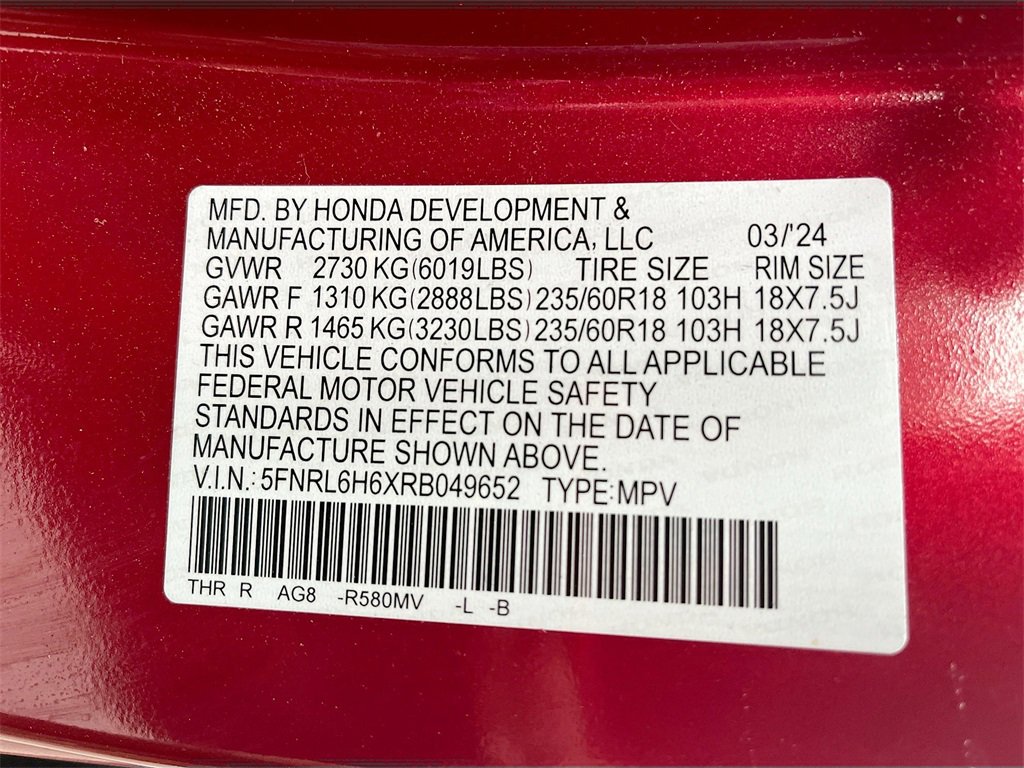 MFD. BY HONDA DEVELOPMENT &
MANUFACTURING OF AMERICA, LLC 03/'24
GVWR 2730 KG(6019LBS) TIRE SIZE RIM SIZE
GAWR F 1310 KG(2888LBS) 235/60R18 103H 18X7.5J
GAWR R 1465 KG(3230LBS) 235/60R18 103H 18X7.5J
THIS VEHICLE CONFORMS TO ALL APPLICABLE
FEDERAL MOTOR VEHICLE SAFETY
STANDARDS IN EFFECT ON THE DATE OF
MANUFACTURE SHOWN ABOVE.
V.I.N.: 5FNRL6H6XRB049652 TYPE:MPV
THR R AG8 -R580MV -L -B